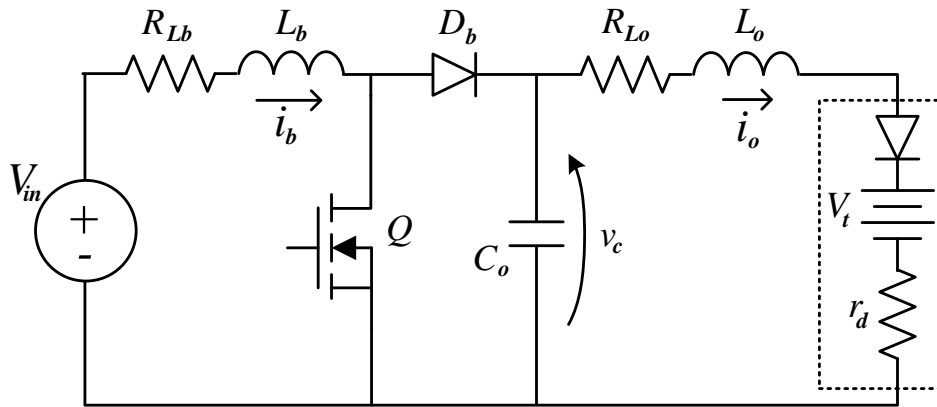 R_Lb
L_b
D_b
R_Lo
L_o
i_b
i_o
V_in
+
-
Q
C_o
v_c
V_t
r_d